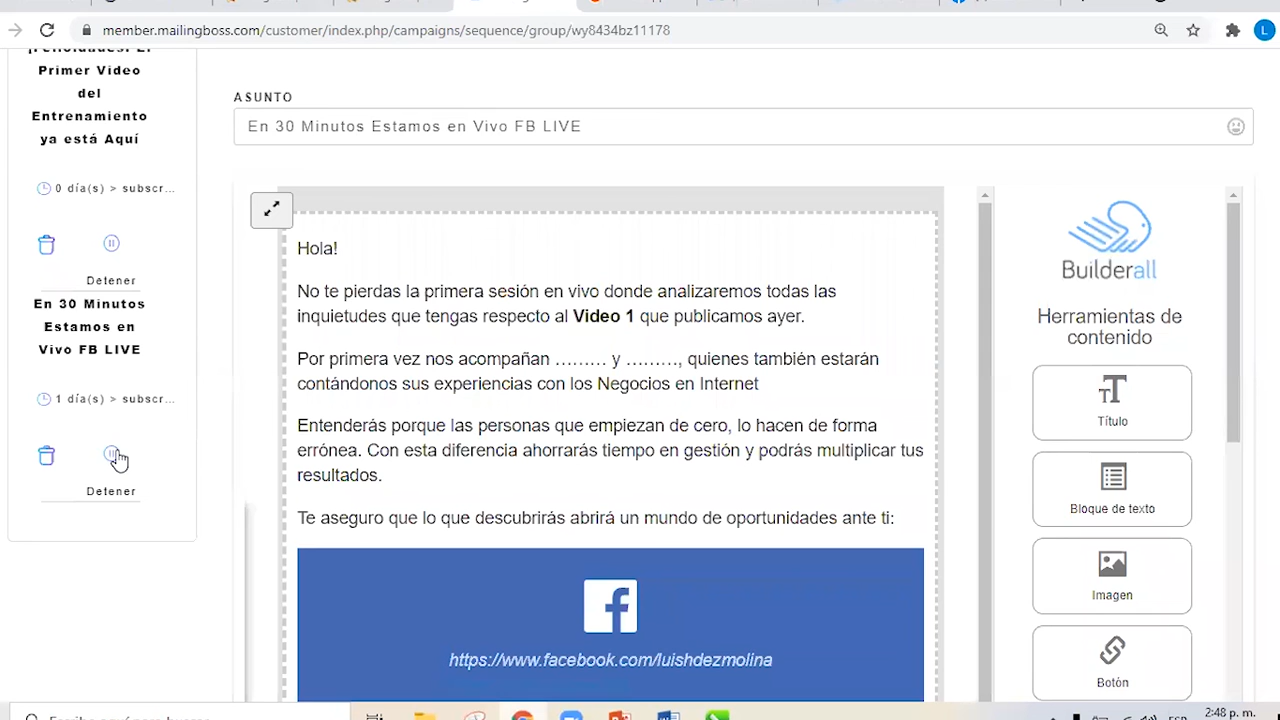 member.mailingboss.com/customer/index.php/campaigns/sequence/group/wy8434bz11178
L
¡Felicidades! El
Primer Video
del
Entrenamiento
ya está Aquí
0 día(s) > subscr...
Detener
En 30 Minutos
Estamos en
Vivo FB LIVE
1 día(s) > subscr...
Detener
ASUNTO
En 30 Minutos Estamos en Vivo FB LIVE
Hola!
No te pierdas la primera sesión en vivo donde analizaremos todas las
inquietudes que tengas respecto al Video 1 que publicamos ayer.
Por primera vez nos acompañan ……… y ………, quienes también estarán
contándonos sus experiencias con los Negocios en Internet
Entenderás porque las personas que empiezan de cero, lo hacen de forma
errónea. Con esta diferencia ahorrarás tiempo en gestión y podrás multiplicar tus
resultados.
Te aseguro que lo que descubrirás abrirá un mundo de oportunidades ante ti:
https://www.facebook.com/luishdezmolina
Builderall
Herramientas de
contenido
Título
Bloque de texto
Imagen
Botón
Escribe aquí para buscar
ESP
2:48 p. m.